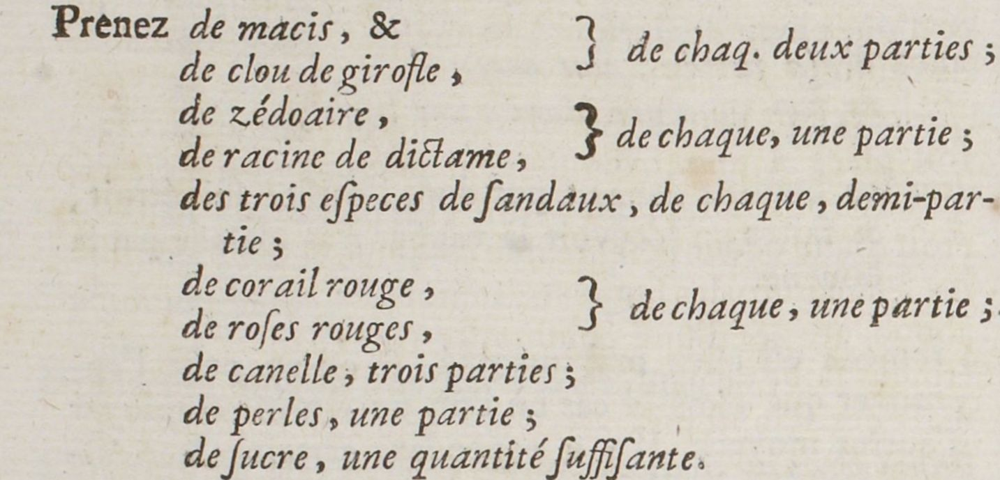 Prenez de macis, & } de chaq. deux parties ;
de clou de girofle,
de zédoaire, } de chaque, une partie ;
de racine de dictame,
des trois eſpeces de ſandaux, de chaque, demi-par-
tie ;
de corail rouge, } de chaque, une partie ;
de roſes rouges,
de canelle, trois parties ;
de perles, une partie ;
de ſucre, une quantité ſuffiſante.